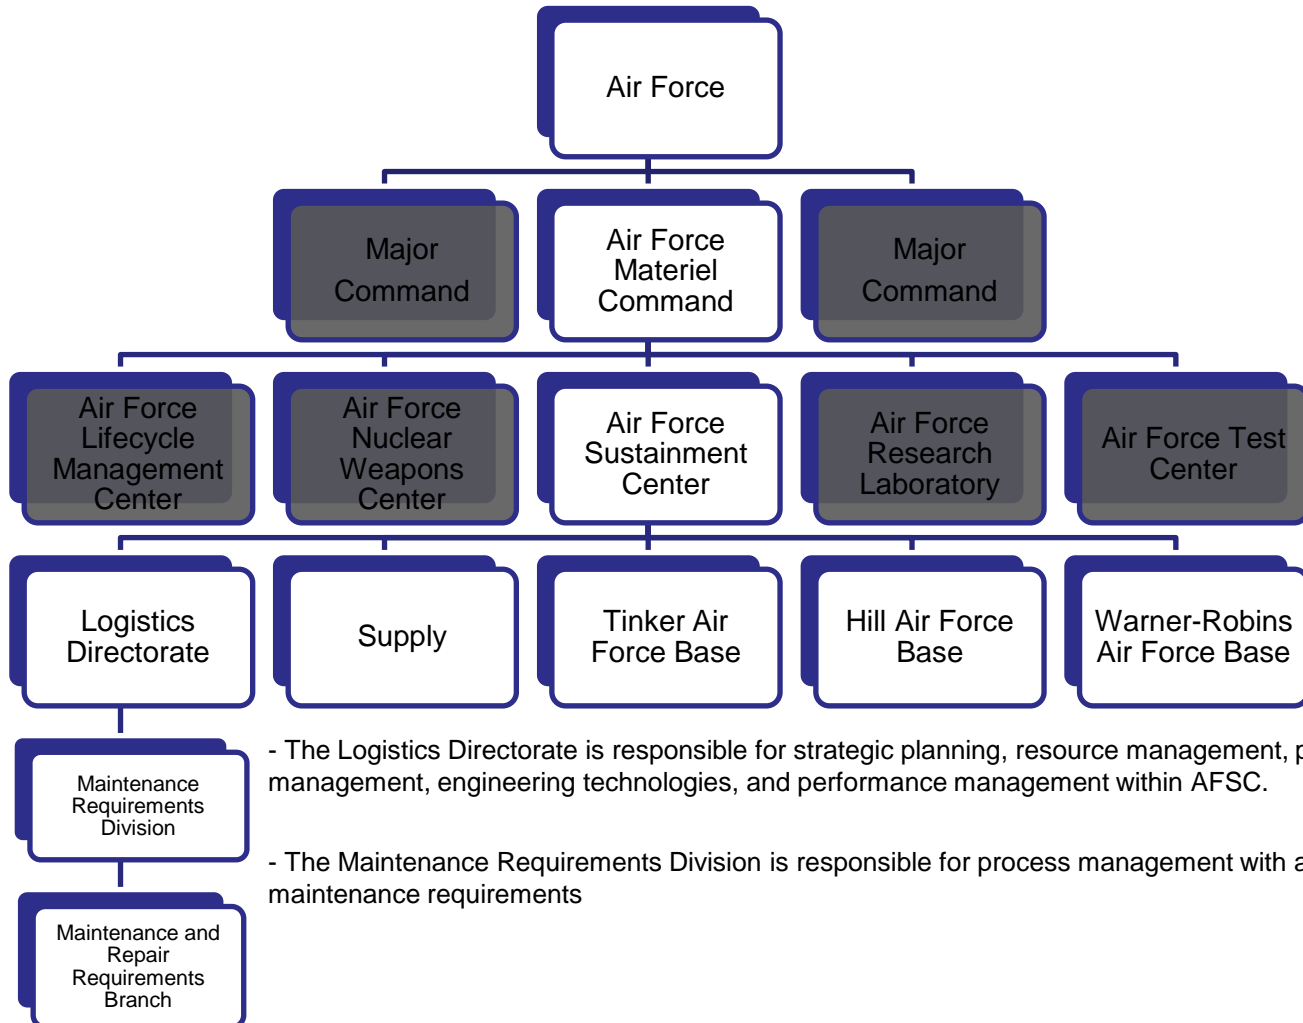 Air Force
Major
Command
Air Force
Materiel
Command
Major
Command
Air Force
Lifecycle
Management
Center
Air Force
Nuclear
Weapons
Center
Air Force
Sustainment
Center
Air Force
Research
Laboratory
Air Force Test
Center
Logistics
Directorate
Supply
Tinker Air
Force Base
Hill Air Force
Base
Warner-Robins
Air Force Base
Maintenance
Requirements
Division
Maintenance and
Repair
Requirements
Branch
- The Logistics Directorate is responsible for strategic planning, resource management,
management, engineering technologies, and performance management within AFSC.
- The Maintenance Requirements Division is responsible for process management with
maintenance requirements